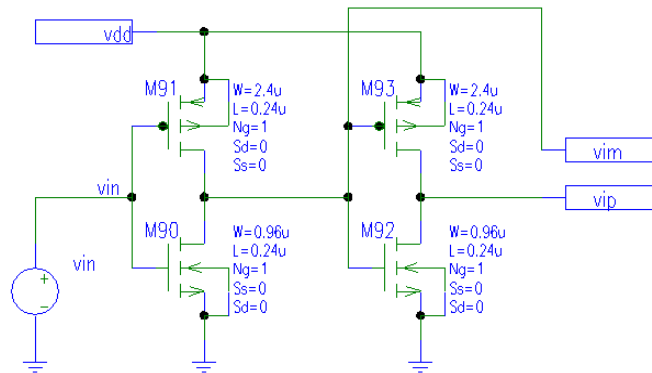 vdd
M91
W=2.4u
L=0.24u
Ng=1
Sd=0
Ss=0
M93
W=2.4u
L=0.24u
Ng=1
Sd=0
Ss=0
vim
vin
vip
M90
W=0.96u
L=0.24u
Ng=1
Ss=0
Sd=0
M92
W=0.96u
L=0.24u
Ng=1
Ss=0
Sd=0
vin
+
−